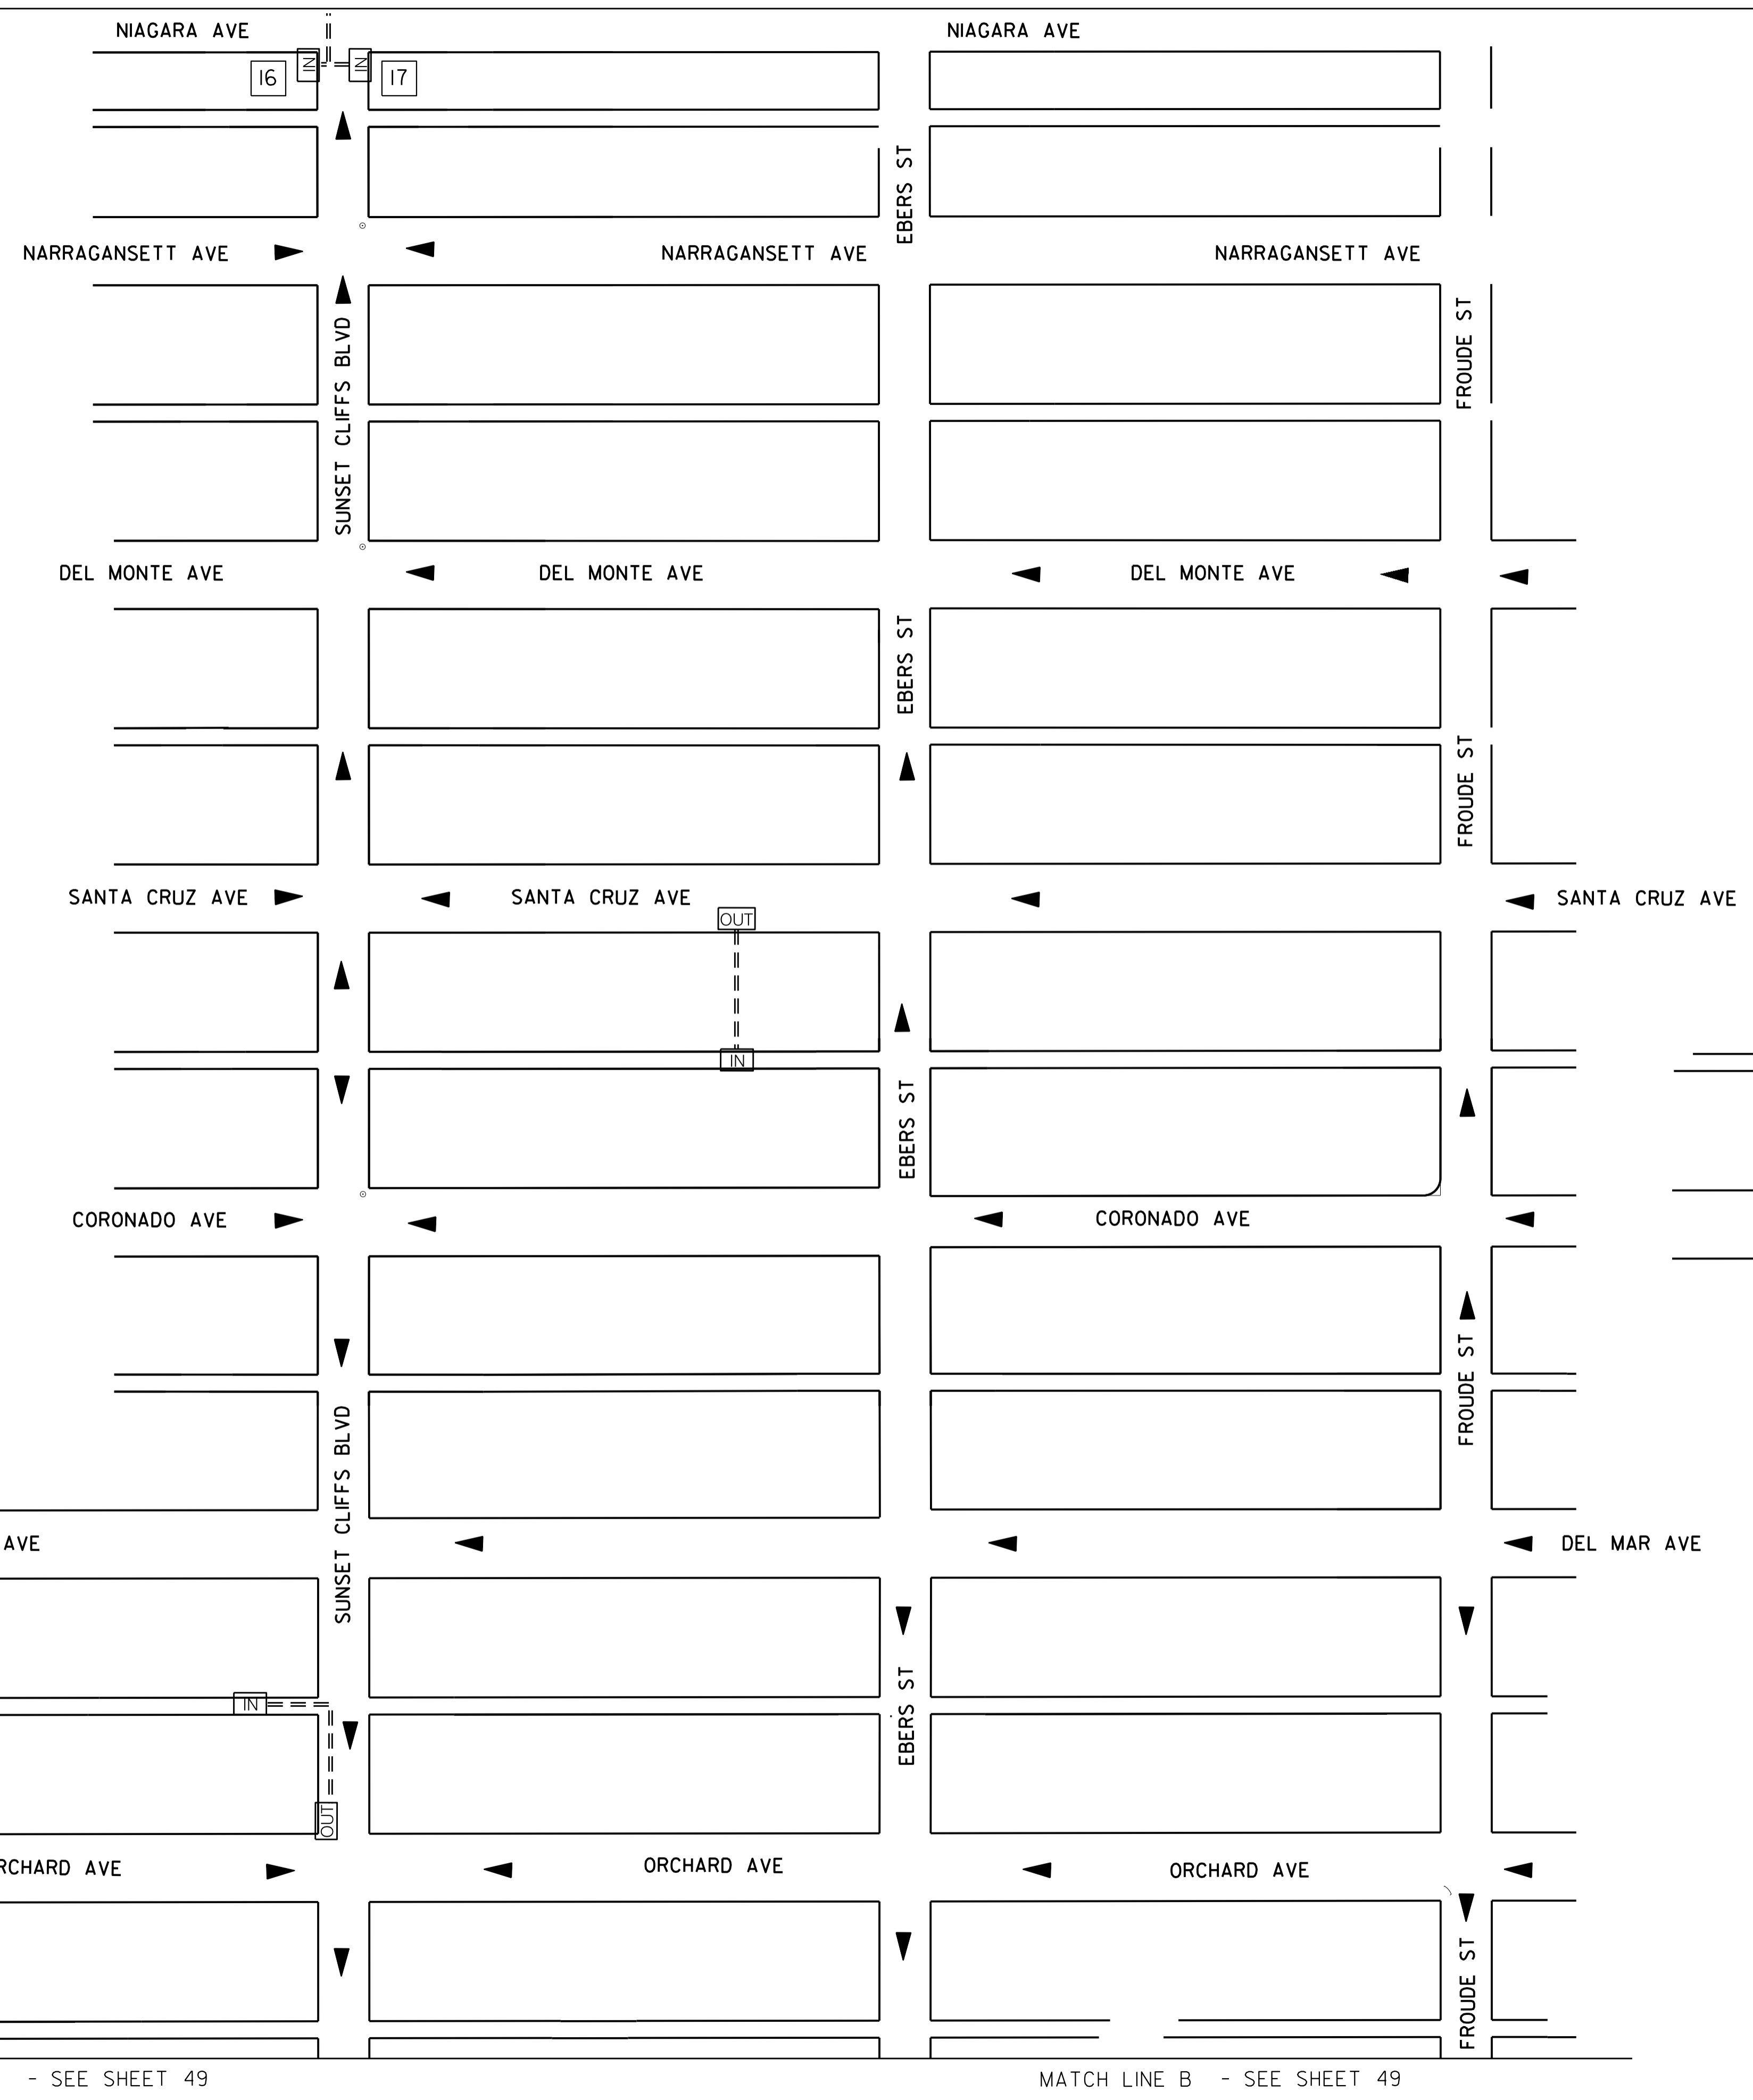 NIAGARA AVE
NIAGARA AVE
IN
IN
16
17
EBERS ST
NARRAGANSETT AVE
NARRAGANSETT AVE
NARRAGANSETT AVE
SUNSET CLIFFS BLVD
FROUDE ST
DEL MONTE AVE
DEL MONTE AVE
DEL MONTE AVE
EBERS ST
FROUDE ST
SANTA CRUZ AVE
SANTA CRUZ AVE
SANTA CRUZ AVE
OUT
IN
EBERS ST
CORONADO AVE
CORONADO AVE
FROUDE ST
SUNSET CLIFFS BLVD
AVE
DEL MAR AVE
EBERS ST
IN
OUT
RCHARD AVE
ORCHARD AVE
ORCHARD AVE
FROUDE ST
- SEE SHEET 49
MATCH LINE B - SEE SHEET 49